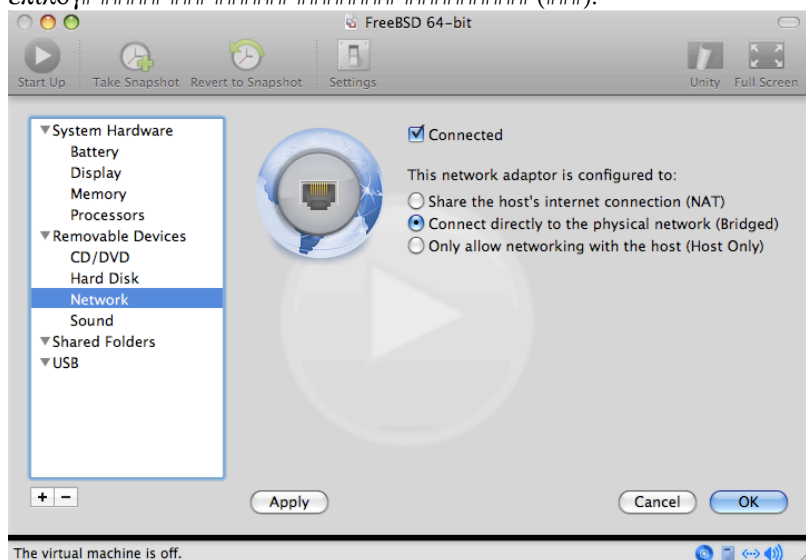 FreeBSD 64-bit
Start Up
Take Snapshot
Revert to Snapshot
Settings
Unity
Full Screen
System Hardware
Battery
Display
Memory
Processors
Removable Devices
CD/DVD
Hard Disk
Network
Sound
Shared Folders
USB
Connected
This network adaptor is configured to:
Share the host's internet connection (NAT)
Connect directly to the physical network (Bridged)
Only allow networking with the host (Host Only)
+ −
Apply
Cancel
OK
The virtual machine is off.